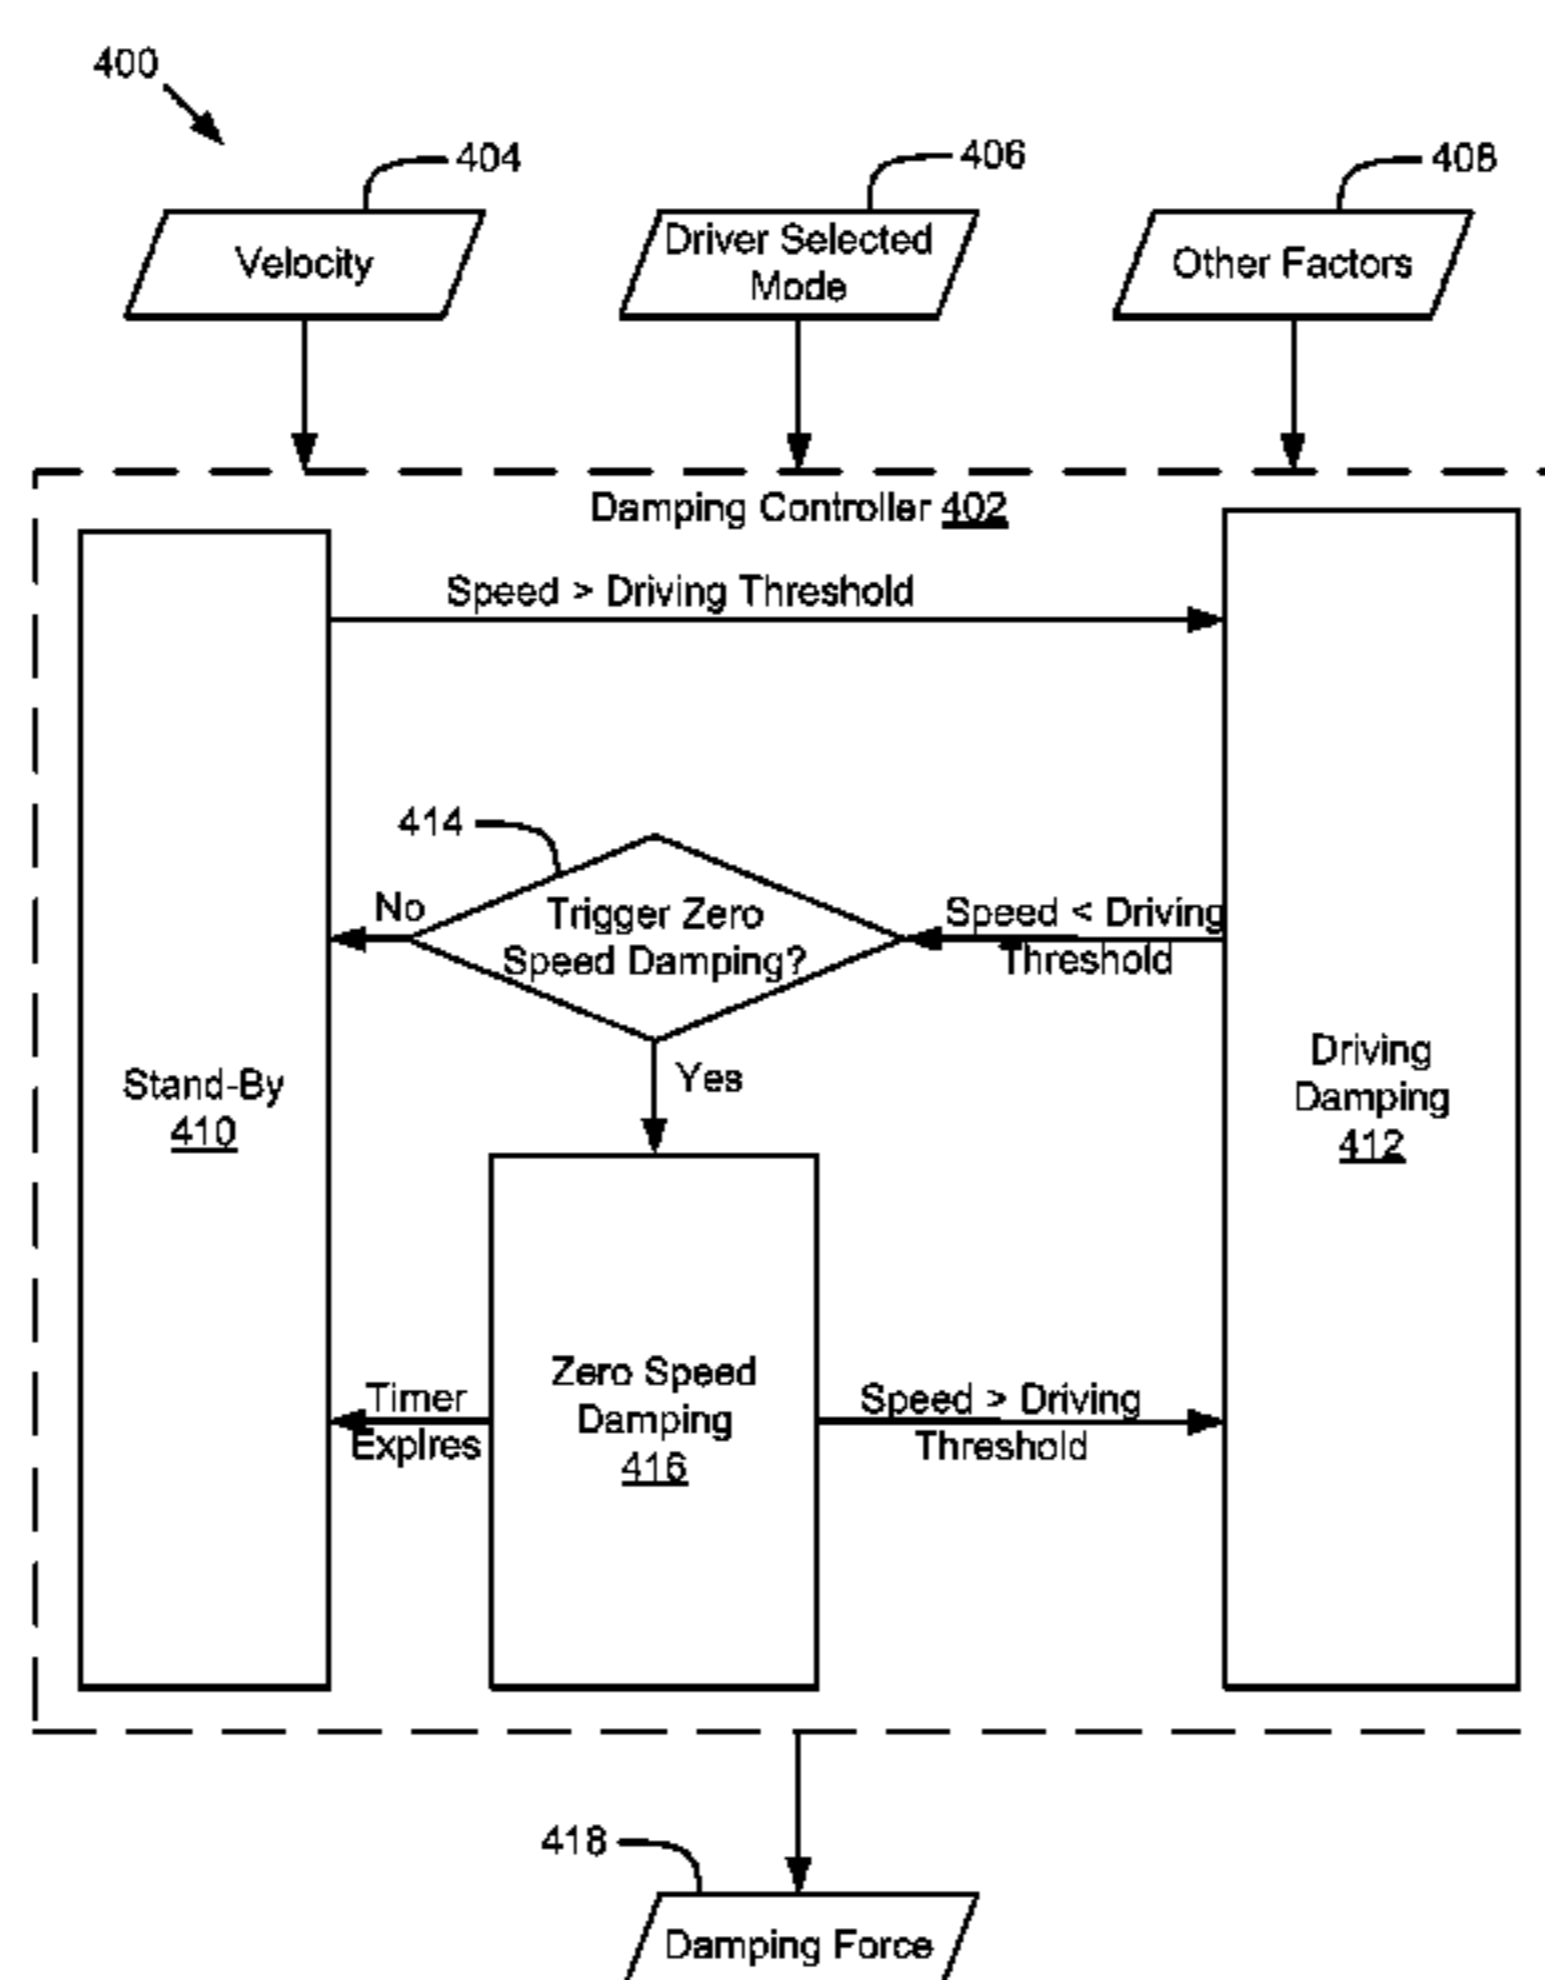 400
404
406
408
Velocity
Driver Selected
Mode
Other Factors
Damping Controller 402
Speed > Driving Threshold
414
No
Trigger Zero
Speed Damping?
Speed < Driving
Threshold
Yes
Stand-By
410
Driving
Damping
412
Zero Speed
Damping
416
Timer
Expires
Speed > Driving
Threshold
418
Damping Force